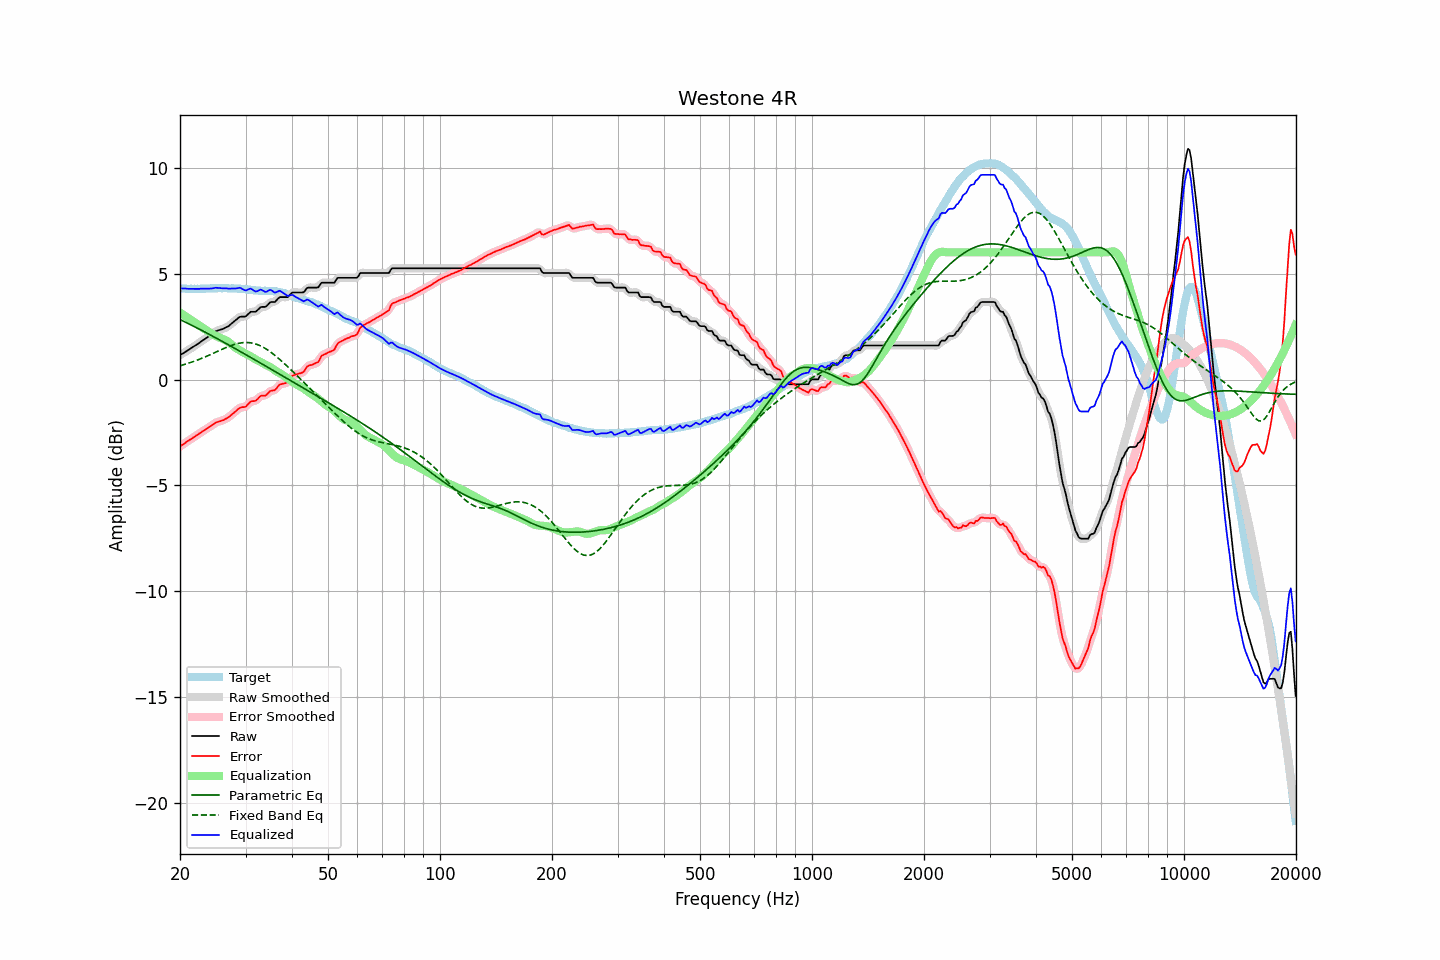 Westone 4R
Amplitude (dBr)
10
5
0
−5
−10
−15
−20
Target
Raw Smoothed
Error Smoothed
Raw
Error
Equalization
Parametric Eq
Fixed Band Eq
Equalized
20 50 100 200 500 1000 2000 5000 10000 20000
Frequency (Hz)